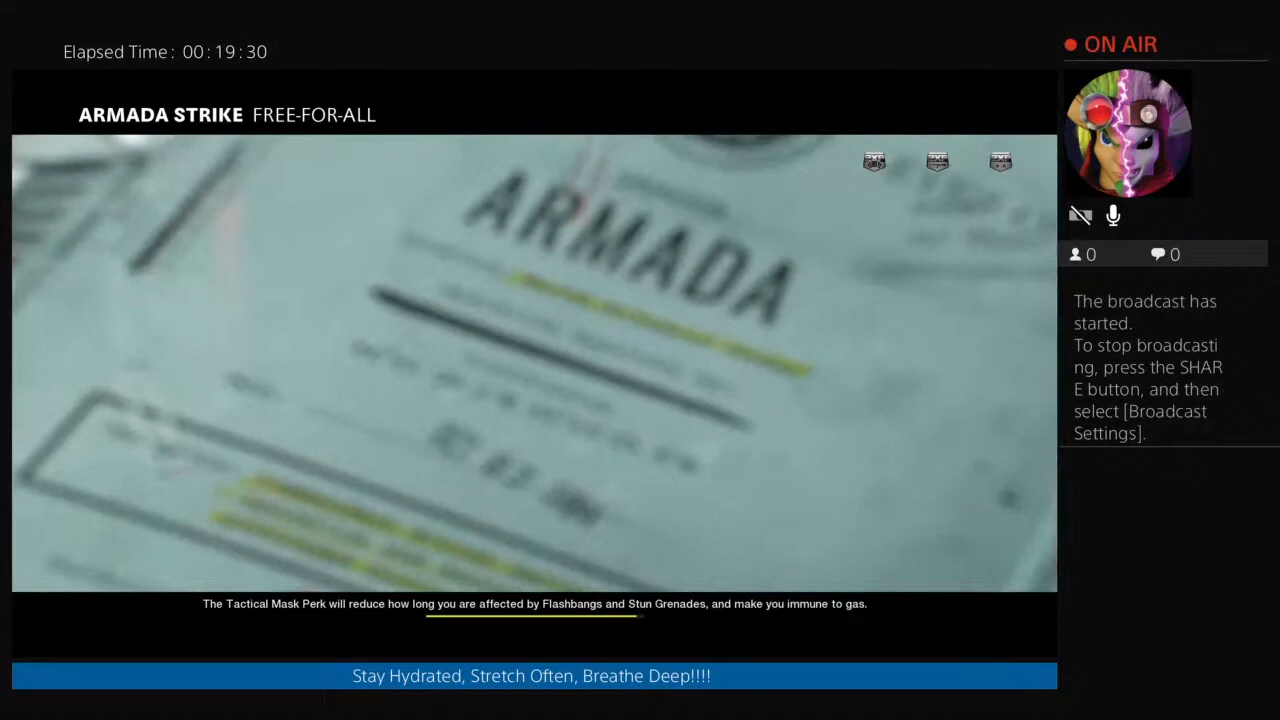 Elapsed Time: 00:19:30
ON AIR
ARMADA STRIKE FREE-FOR-ALL
2XP 2XP 2XP
ARMADA
0 0
The broadcast has
started.
To stop broadcasti
ng, press the SHAR
E button, and then
select [Broadcast
Settings].
The Tactical Mask Perk will reduce how long you are affected by Flashbangs and Stun Grenades, and make you immune to gas.
Stay Hydrated, Stretch Often, Breathe Deep!!!!